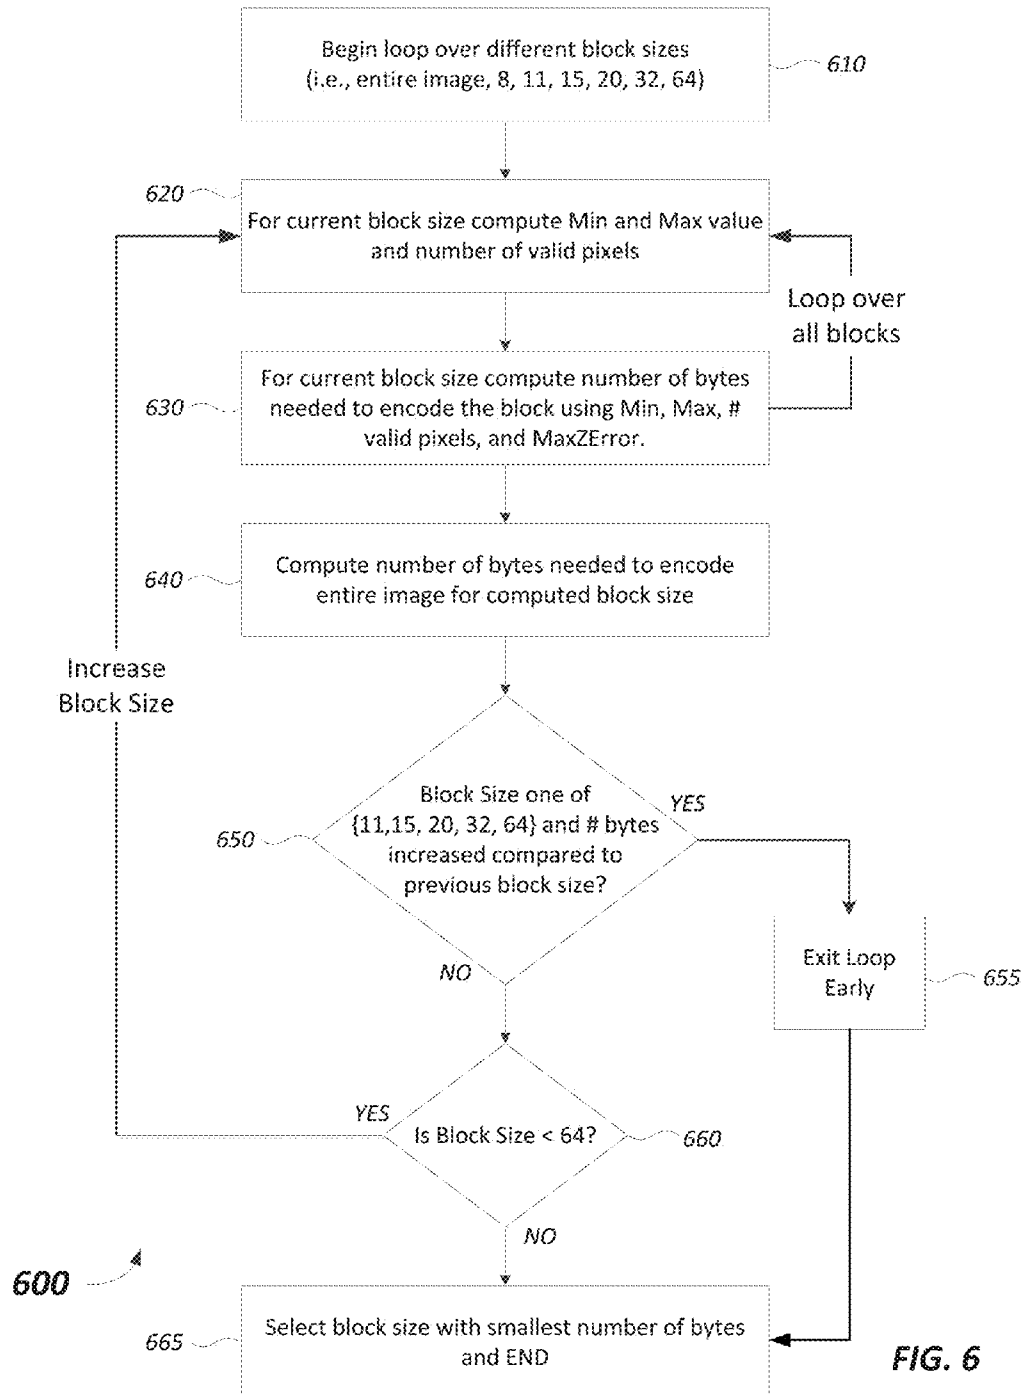 Begin loop over different block sizes
(i.e., entire image, 8, 11, 15, 20, 32, 64)
610
620
For current block size compute Min and Max value
and number of valid pixels
Loop over
all blocks
630
For current block size compute number of bytes
needed to encode the block using Min, Max, #
valid pixels, and MaxZError.
640
Compute number of bytes needed to encode
entire image for computed block size
Increase
Block Size
650
Block Size one of
{11,15, 20, 32, 64} and # bytes
increased compared to
previous block size?
YES
NO
Exit Loop
Early
655
YES
Is Block Size < 64?
660
NO
600
665
Select block size with smallest number of bytes
and END
FIG. 6